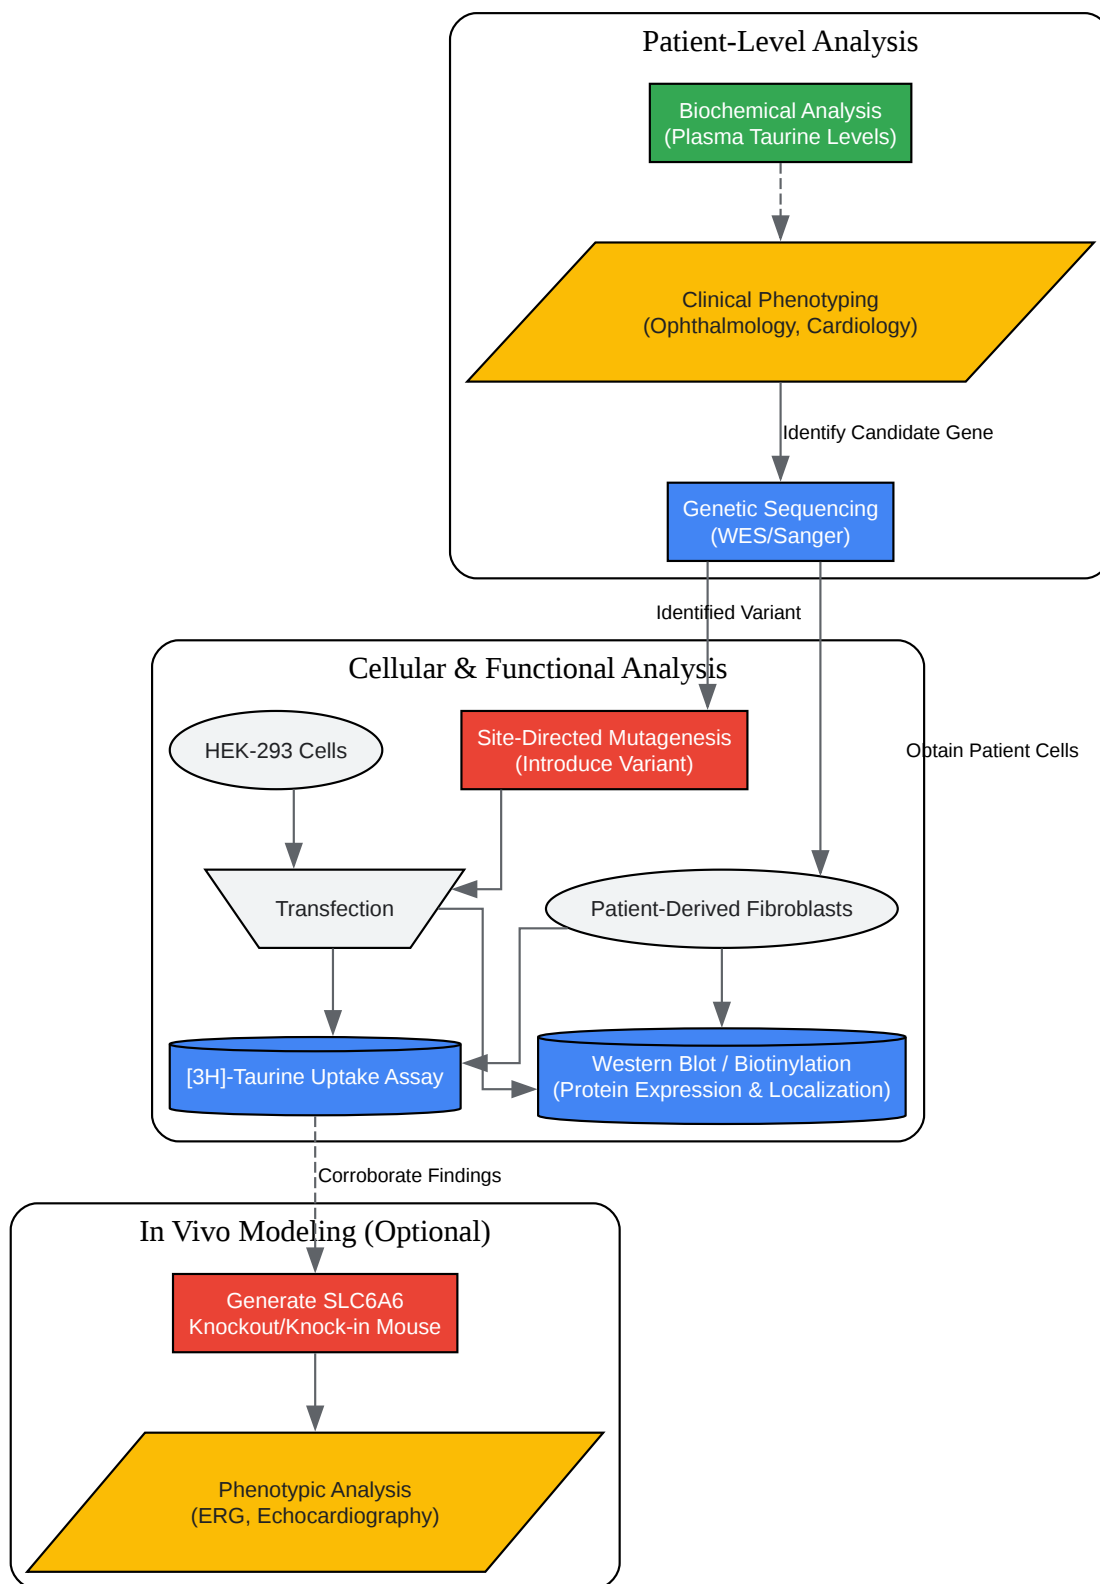 Patient-Level Analysis
Biochemical Analysis
(Plasma Taurine Levels)
Clinical Phenotyping
(Ophthalmology, Cardiology)
Identify Candidate Gene
Genetic Sequencing
(WES/Sanger)
Identified Variant
Cellular & Functional Analysis
HEK-293 Cells
Site-Directed Mutagenesis
(Introduce Variant)
Obtain Patient Cells
Transfection
Patient-Derived Fibroblasts
[3H]-Taurine Uptake Assay
Western Blot / Biotinylation
(Protein Expression & Localization)
Corroborate Findings
In Vivo Modeling (Optional)
Generate SLC6A6
Knockout/Knock-in Mouse
Phenotypic Analysis
(ERG, Echocardiography)